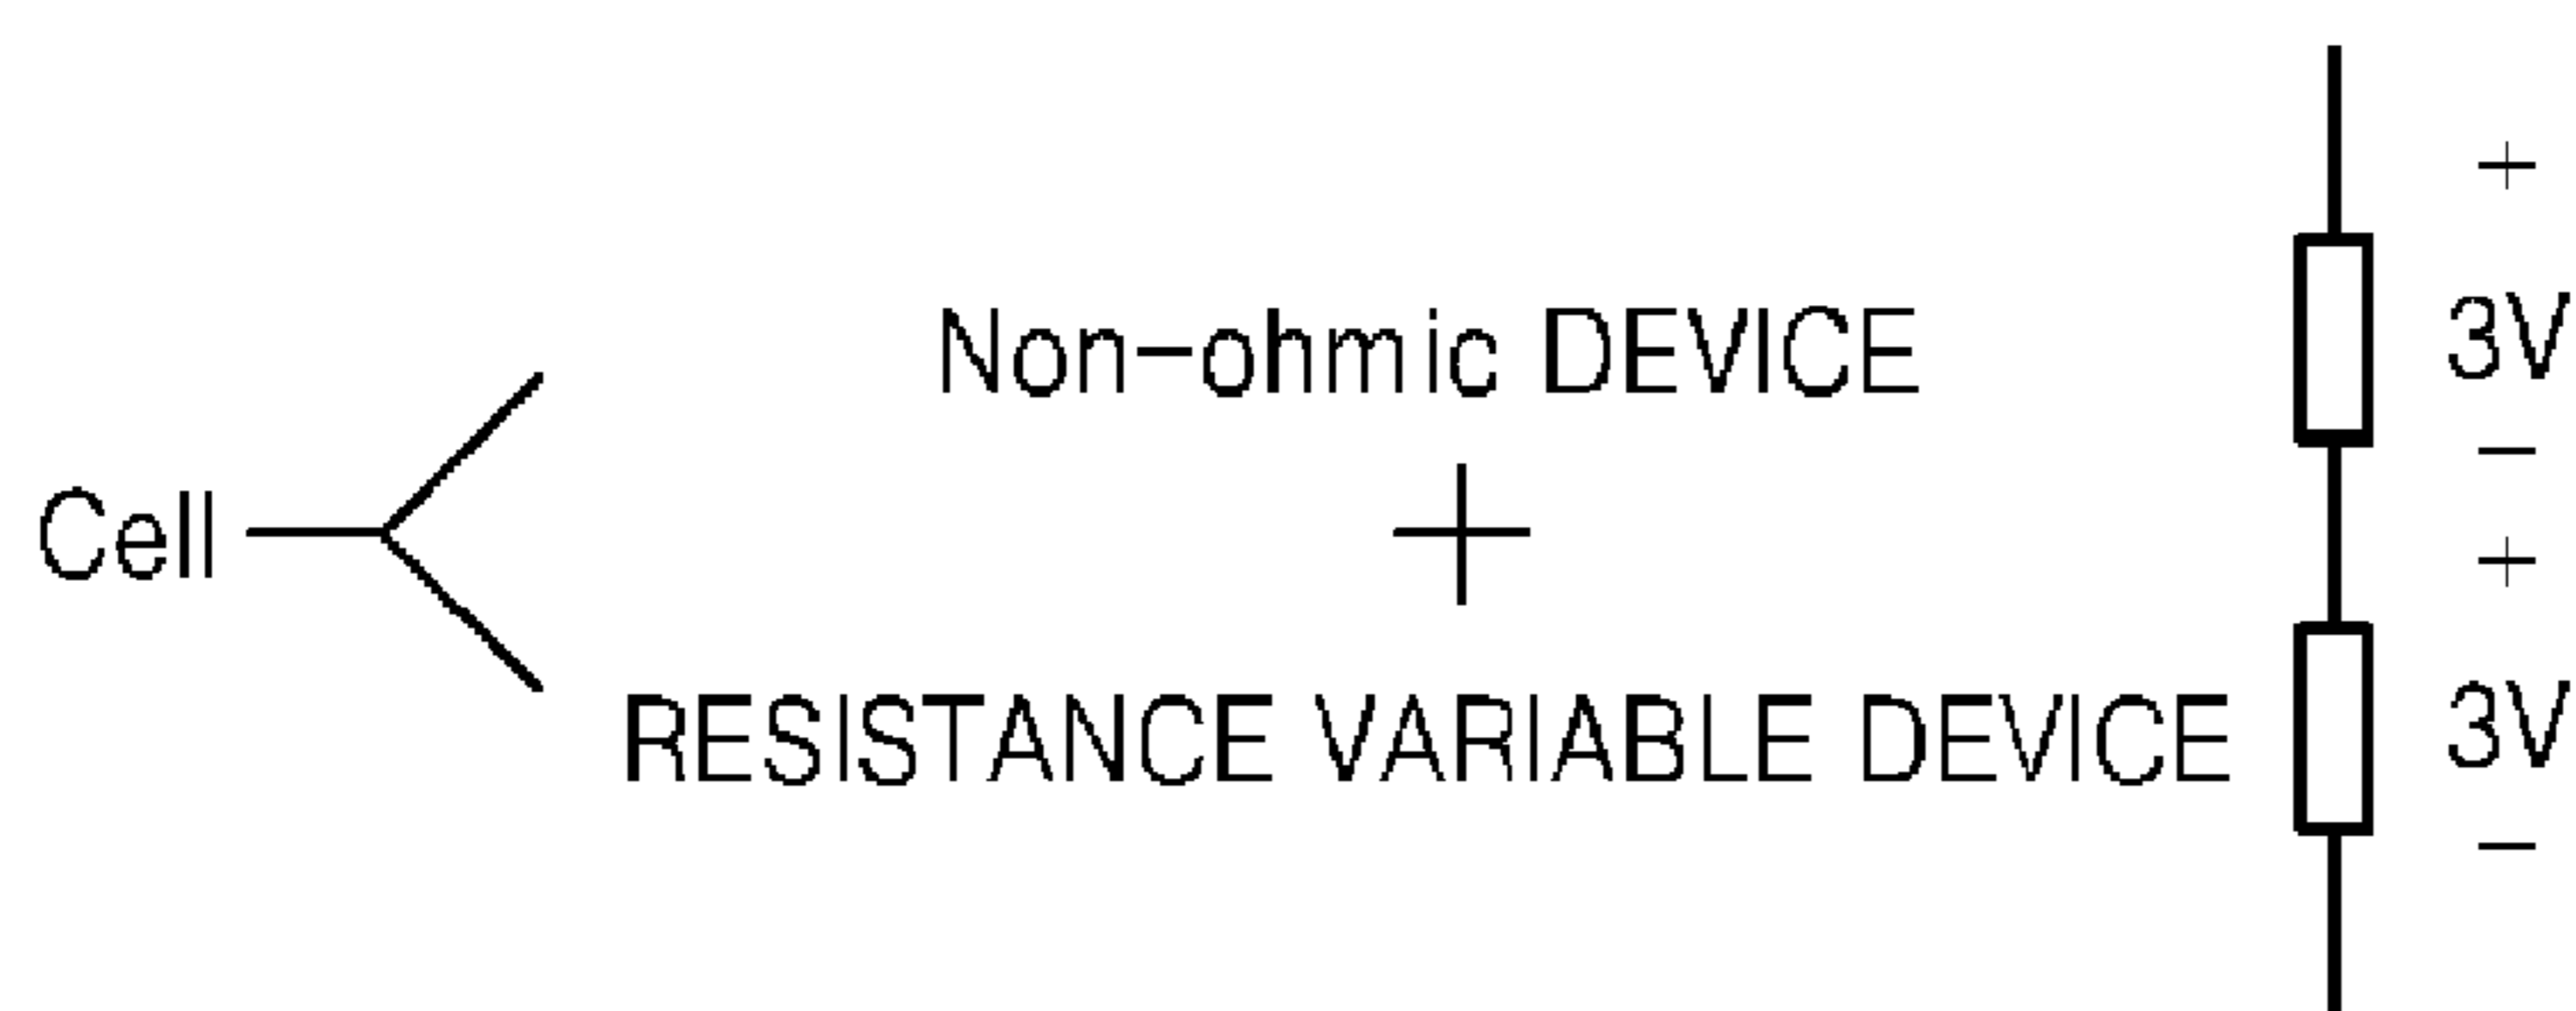 +
Non-ohmic DEVICE 3V
−
Cell + +
RESISTANCE VARIABLE DEVICE 3V
−